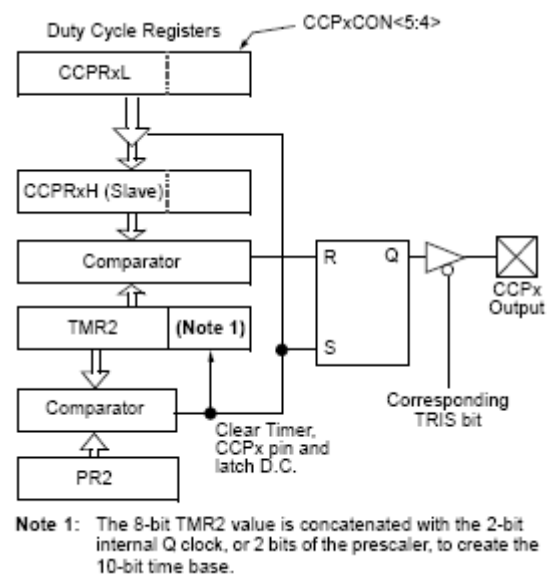 Duty Cycle Registers
CCPxCON<5:4>
CCPRxL
CCPRxH (Slave)
Comparator
R
Q
S
CCPx
Output
TMR2
(Note 1)
Comparator
Clear Timer,
CCPx pin and
latch D.C.
Corresponding
TRIS bit
PR2
Note 1: The 8-bit TMR2 value is concatenated with the 2-bit
internal Q clock, or 2 bits of the prescaler, to create the
10-bit time base.